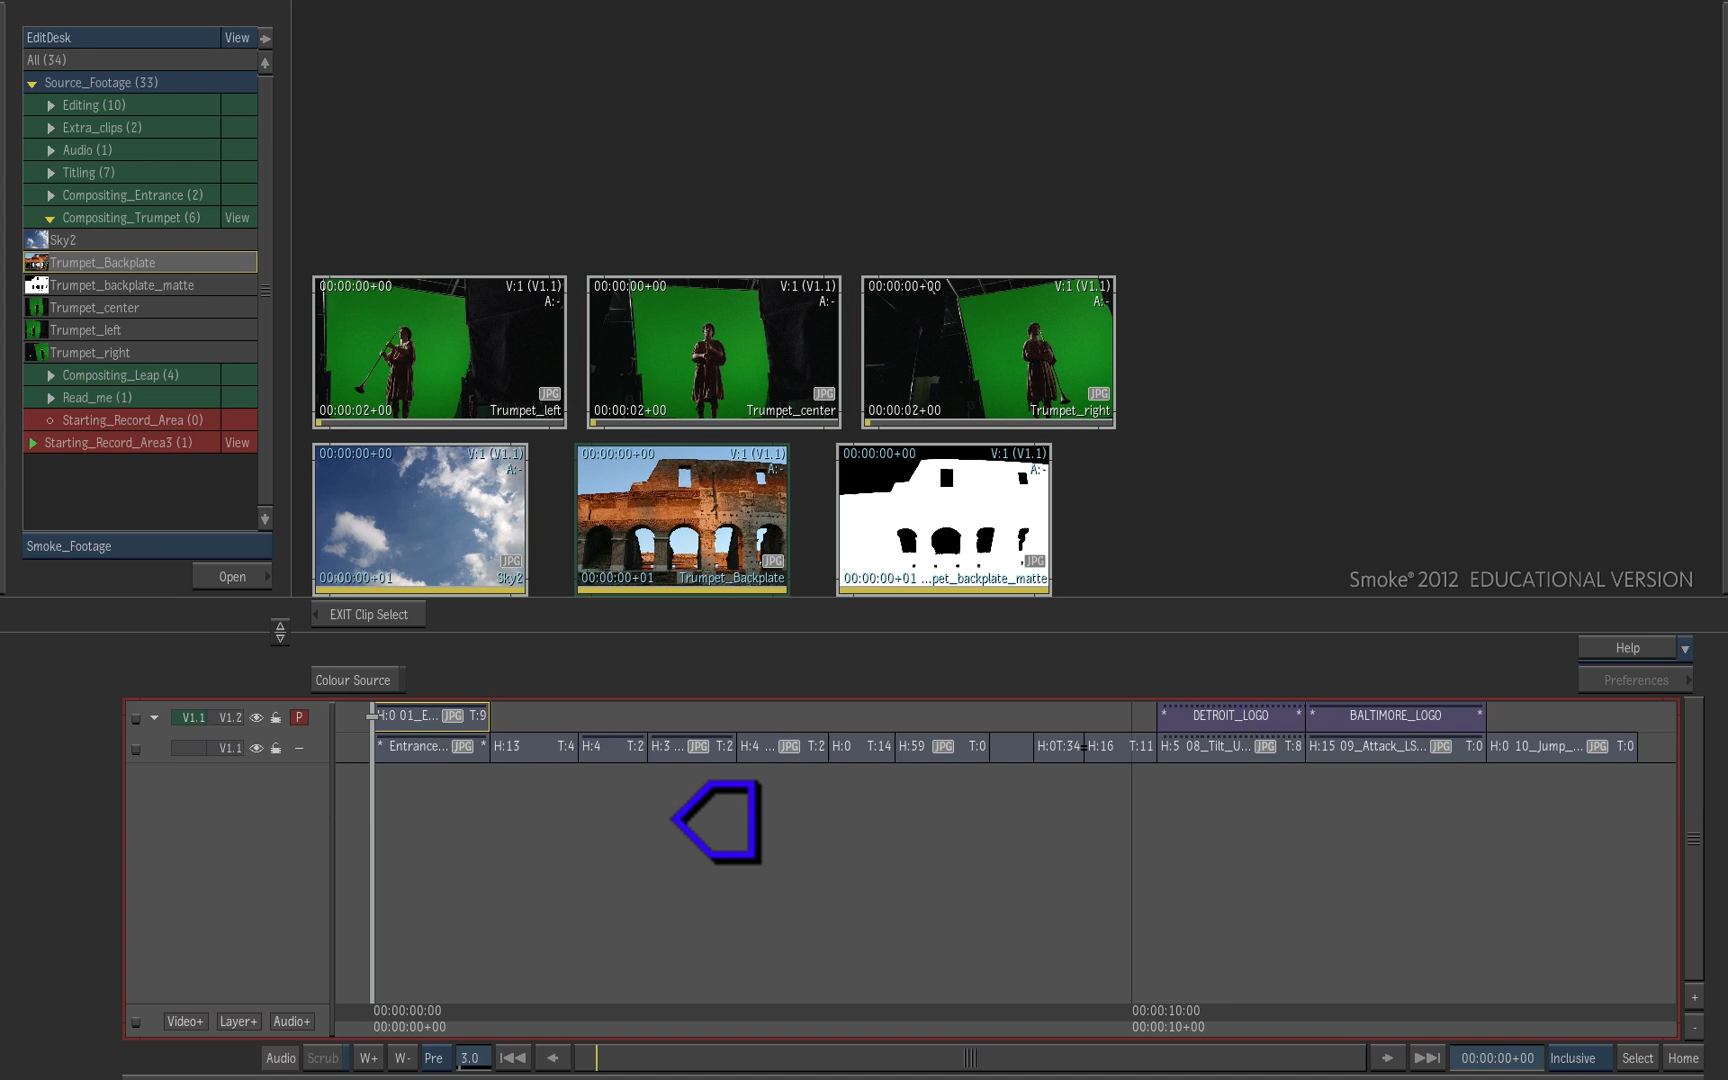 EditDesk View
All (34)
Source_Footage (33)
Editing (10)
Extra_clips (2)
Audio (1)
Titling (7)
Compositing_Entrance (2)
Compositing_Trumpet (6) View
Sky2
Trumpet_Backplate
Trumpet_backplate_matte
Trumpet_center
Trumpet_left
Trumpet_right
Compositing_Leap (4)
Read_me (1)
Starting_Record_Area (0)
Starting_Record_Area3 (1) View
Smoke_Footage
Open
00:00:00+00 V:1 (V1.1)
A:-
JPG
00:00:02+00 Trumpet_left
00:00:00+00 V:1 (V1.1)
A:-
JPG
00:00:02+00 Trumpet_center
00:00:00+00 V:1 (V1.1)
A:-
JPG
00:00:02+00 Trumpet_right
00:00:00+00 V:1 (V1.1)
A:-
JPG
00:00:00+01 Sky2
00:00:00+00 V:1 (V1.1)
A:-
JPG
00:00:00+01 Trumpet_Backplate
00:00:00+00 V:1 (V1.1)
A:-
JPG
00:00:00+01 ...pet_backplate_matte
Smoke® 2012 EDUCATIONAL VERSION
EXIT Clip Select
Help
Colour Source
Preferences
V1.1 V1.2 P H:0 01_E... JPG T:9 * DETROIT_LOGO * * BALTIMORE_LOGO *
V1.1 * Entrance... JPG * H:13 T:4 H:4 T:2 H:3 ... JPG T:2 H:4 ... JPG T:2 H:0 T:14 H:59 JPG T:0 H:0T:34 H:16 T:11 H:5 08_Tilt_U... JPG T:8 H:15 09_Attack_LS... JPG T:0 H:0 10_Jump_... JPG T:0
00:00:00:00 00:00:10:00
Video+ Layer+ Audio+ 00:00:00+00 00:00:10+00
Audio Scrub W+ W- Pre 3.0 00:00:00+00 Inclusive Select Home